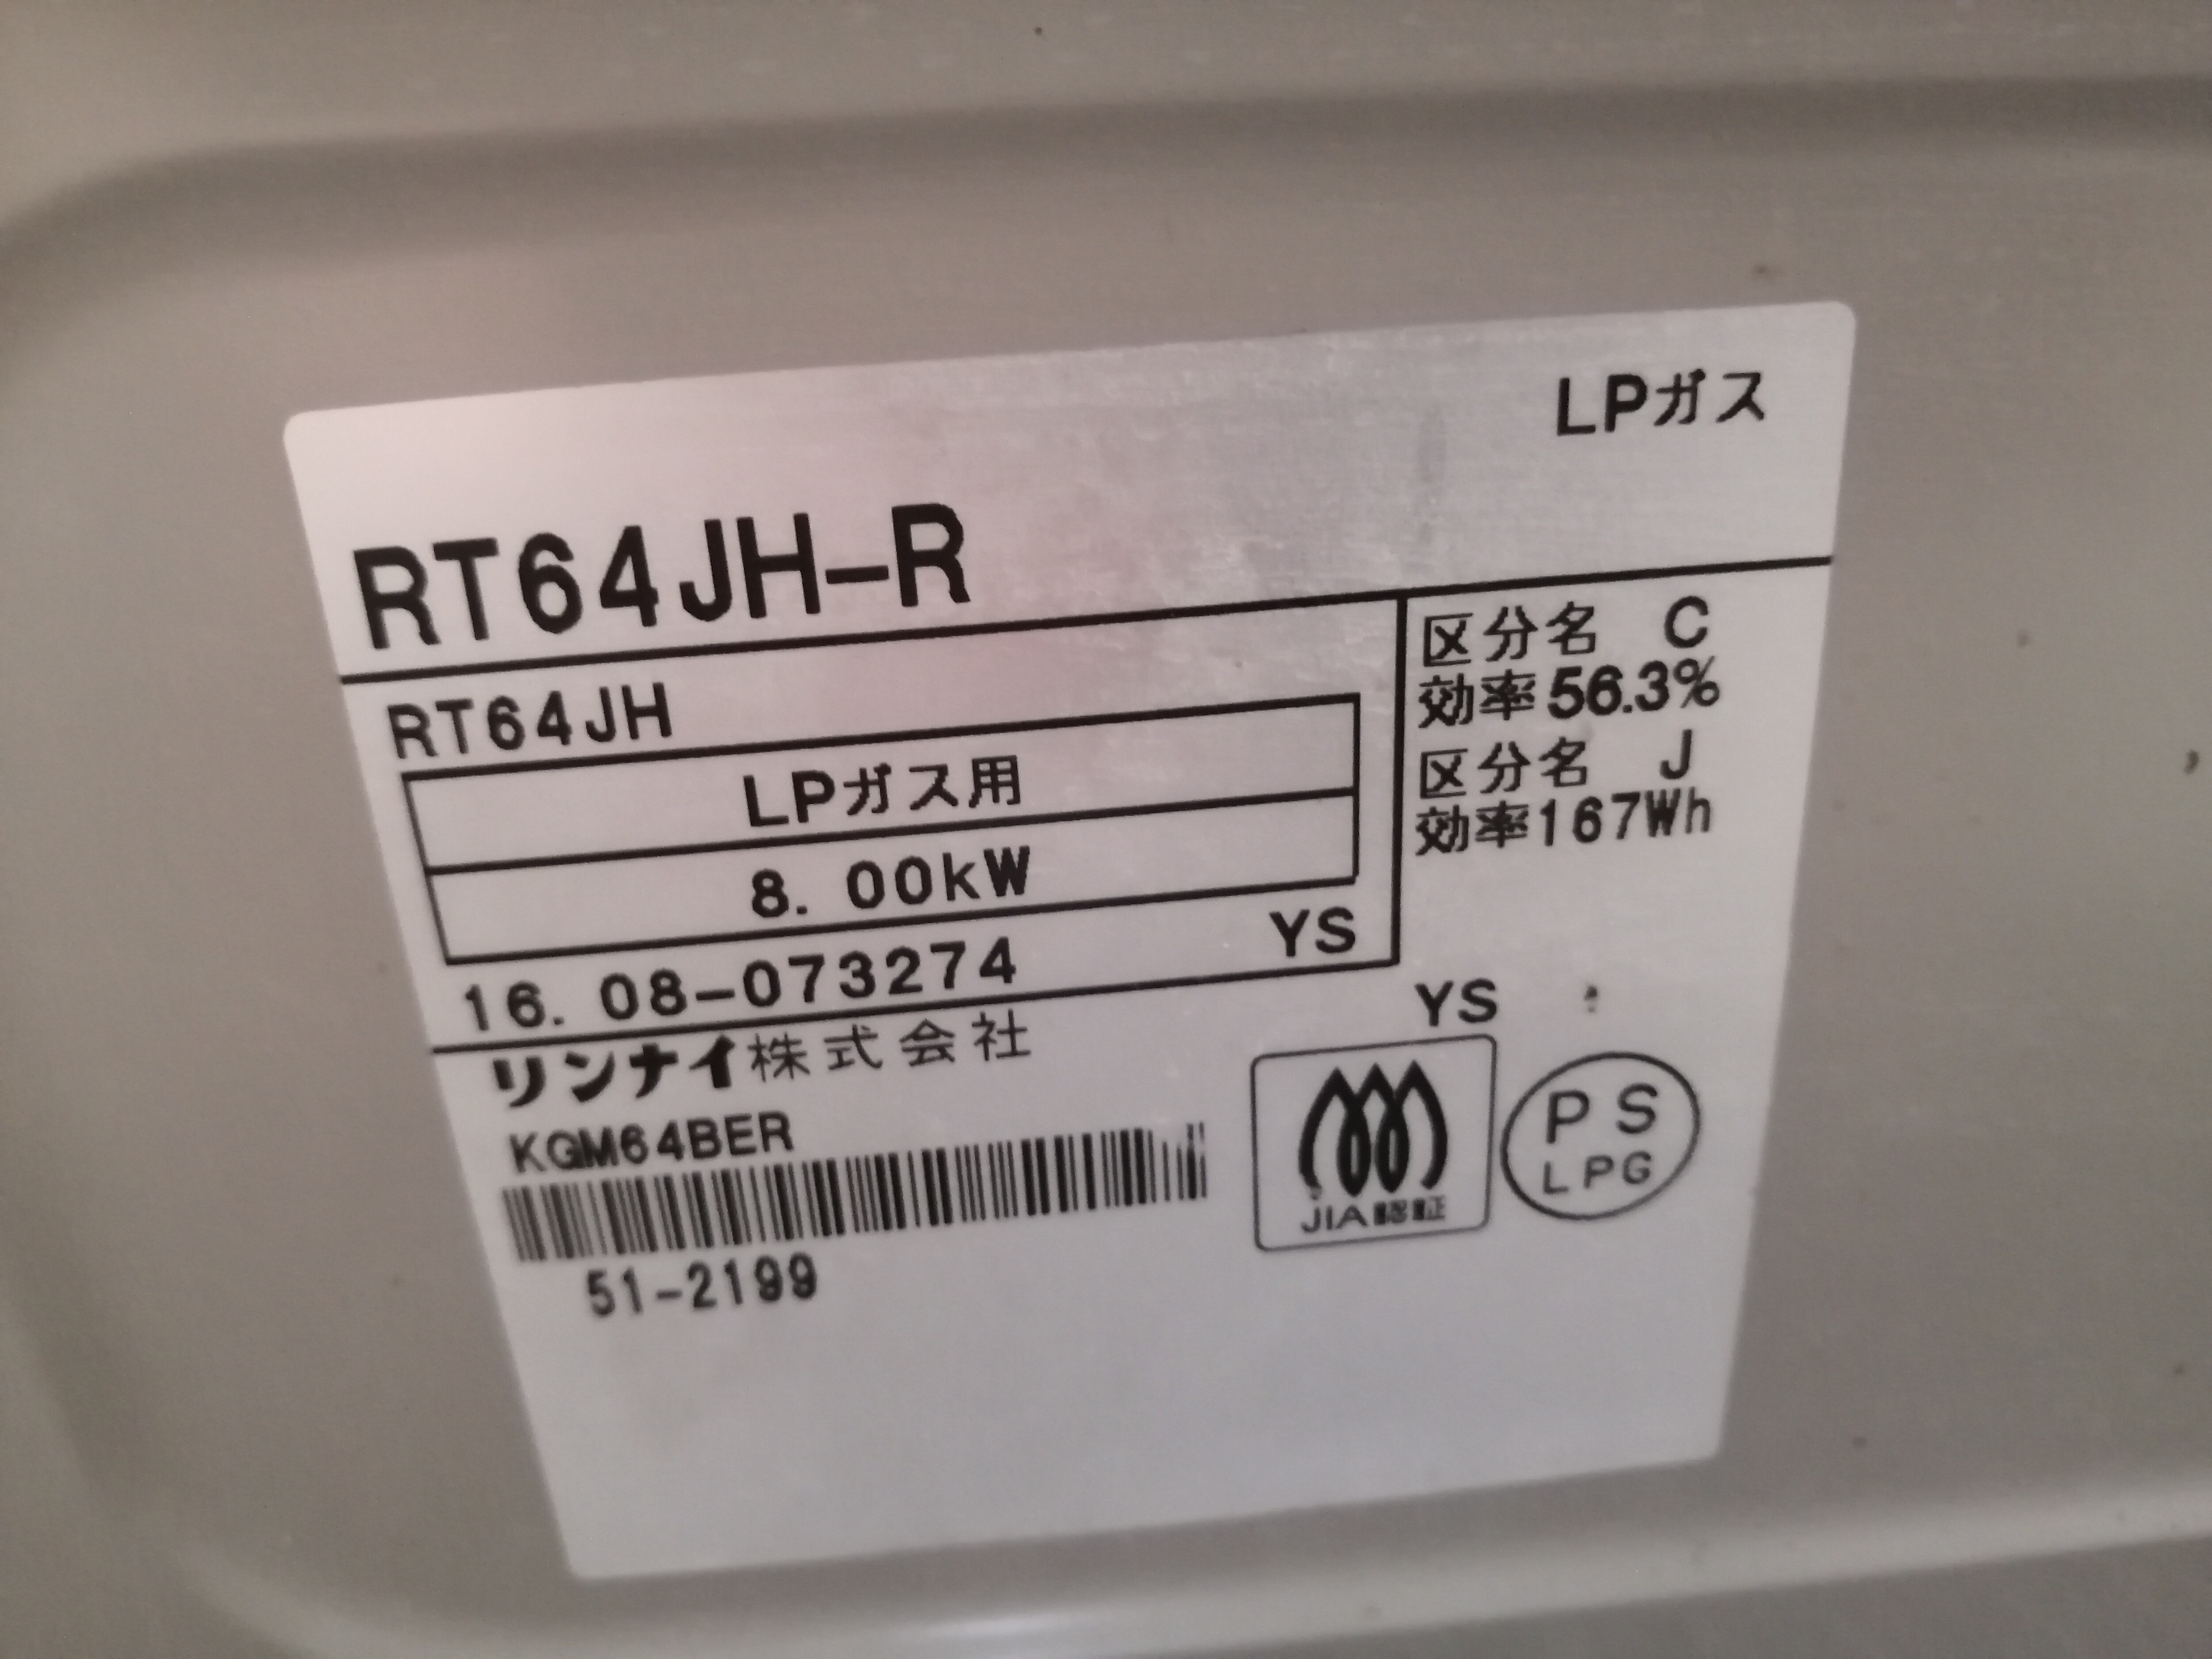 LPガス
RT64JH-R
RT64JH
LPガス用
8.00kW
16.08-073274 YS
区分名 C
効率56.3%
区分名 J
効率167Wh
リンナイ株式会社
KGM64BER
51-2199
YS
JIA認証
PS
LPG